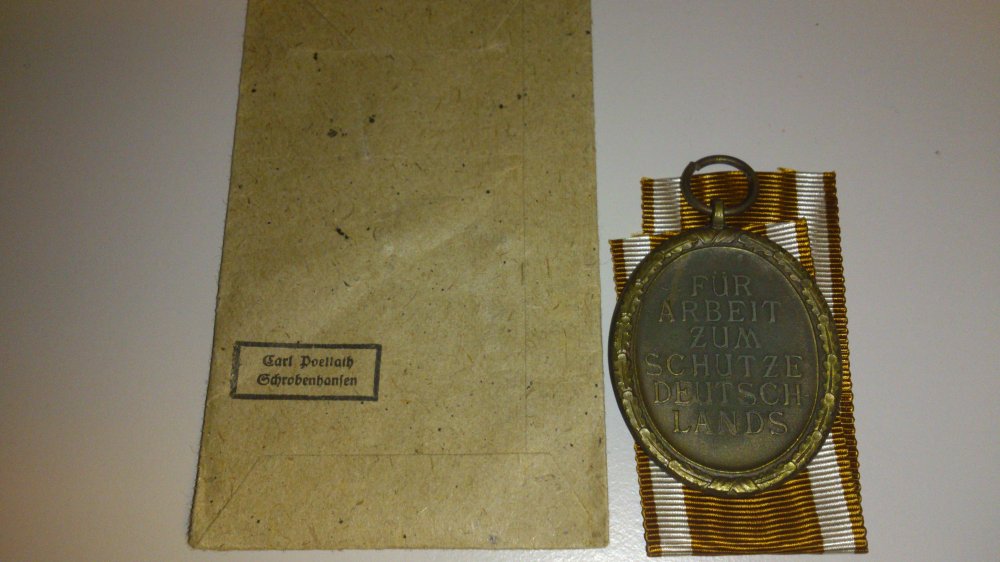 Carl Poellath
Schrobenhausen
FÜR
ARBEIT
ZUM
SCHUTZE
DEUTSCH-
LANDS